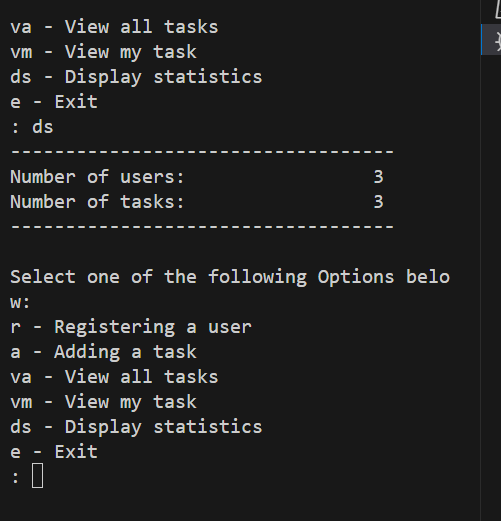 va - View all tasks
vm - View my task
ds - Display statistics
e - Exit
: ds
-----------------------------------
Number of users:                 3
Number of tasks:                 3
-----------------------------------

Select one of the following Options belo
w:
r - Registering a user
a - Adding a task
va - View all tasks
vm - View my task
ds - Display statistics
e - Exit
: